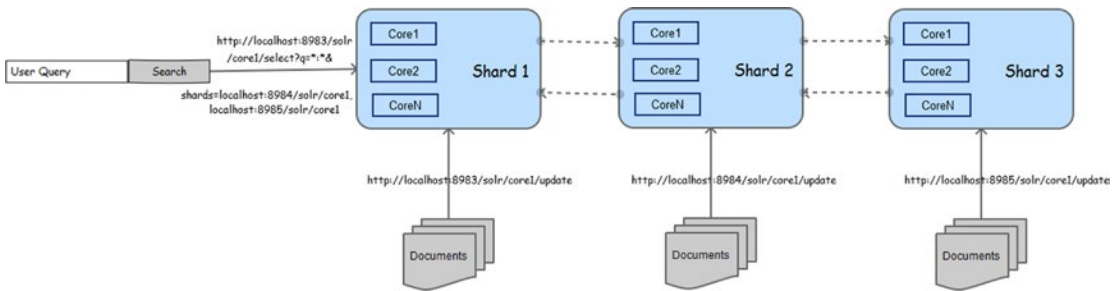 User Query
Search
http://localhost:8983/solr
/core1/select?q=*:*&
shards=localhost:8984/solr/core1,
localhost:8985/solr/core1
Core1
Core2
CoreN
Shard 1
Core1
Core2
CoreN
Shard 2
Core1
Core2
CoreN
Shard 3
http://localhost:8983/solr/core1/update
http://localhost:8984/solr/core1/update
http://localhost:8985/solr/core1/update
Documents
Documents
Documents